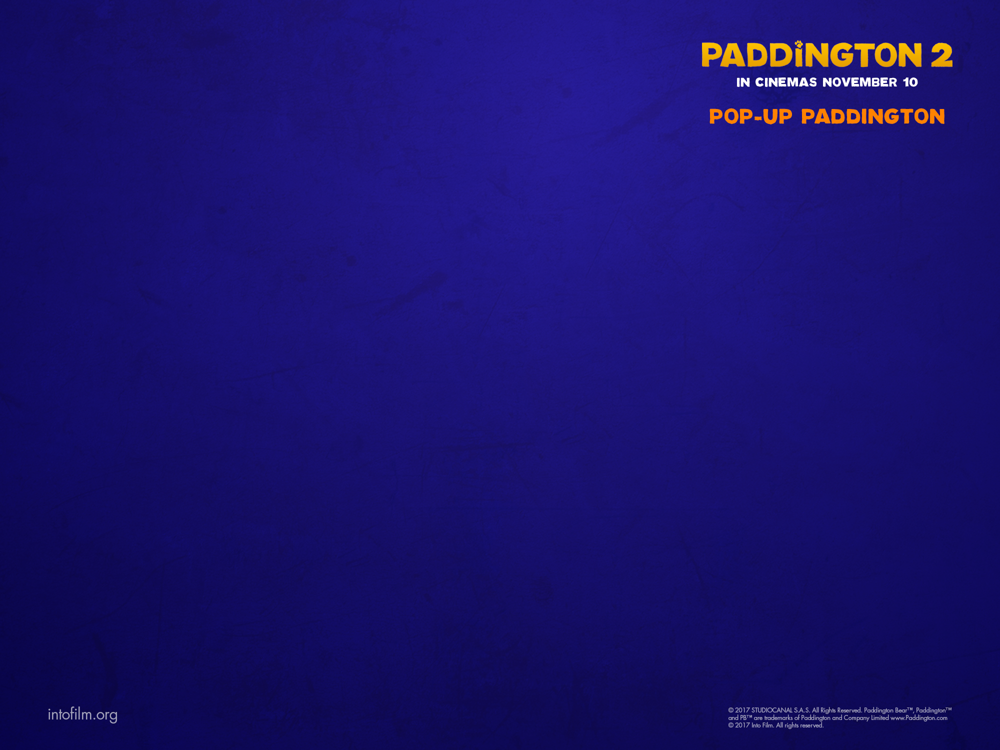 PADDINGTON 2
IN CINEMAS NOVEMBER 10
POP-UP PADDINGTON
intofilm.org
© 2017 STUDIOCANAL S.A.S. All Rights Reserved. Paddington Bear™, Paddington™
and PB™ are trademarks of Paddington and Company Limited www.Paddington.com
© 2017 Into Film. All rights reserved.